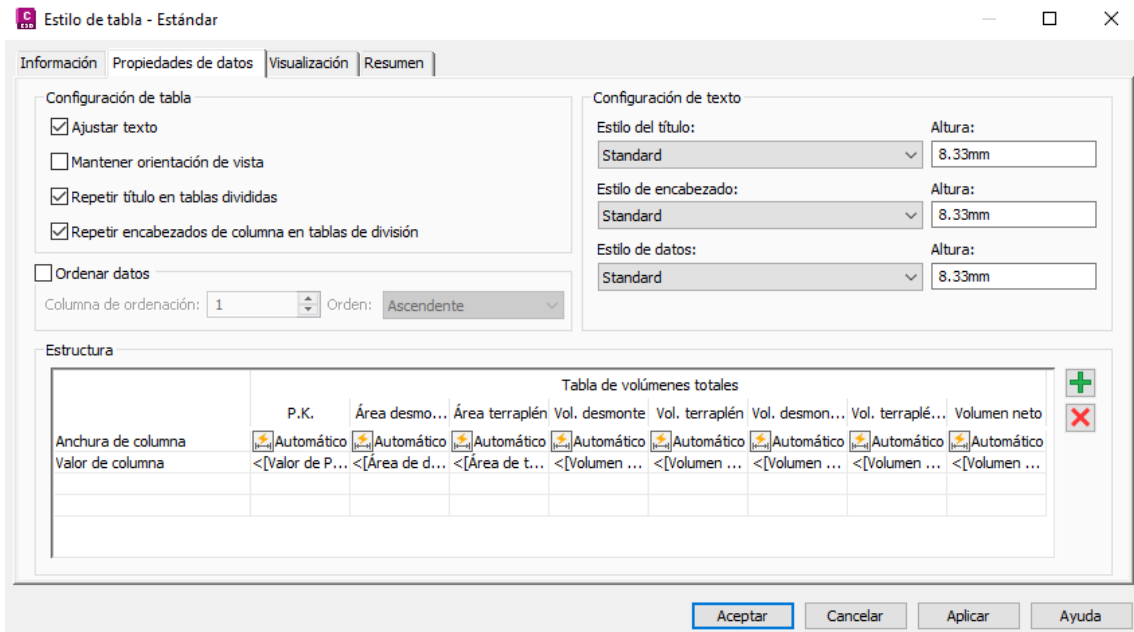 C
C3D
Estilo de tabla - Estándar
Información Propiedades de datos Visualización Resumen
Configuración de tabla
Ajustar texto
Mantener orientación de vista
Repetir título en tablas divididas
Repetir encabezados de columna en tablas de división
Ordenar datos
Columna de ordenación: 1 Orden: Ascendente
Configuración de texto
Estilo del título: Altura:
Standard 8.33mm
Estilo de encabezado: Altura:
Standard 8.33mm
Estilo de datos: Altura:
Standard 8.33mm
Estructura
Tabla de volúmenes totales
P.K. Área desmo... Área terraplén Vol. desmonte Vol. terraplén Vol. desmon... Vol. terraplé... Volumen neto
Anchura de columna Automático Automático Automático Automático Automático Automático Automático Automático
Valor de columna <[Valor de P... <[Área de d... <[Área de t... <[Volumen ... <[Volumen ... <[Volumen ... <[Volumen ... <[Volumen ...
Aceptar Cancelar Aplicar Ayuda